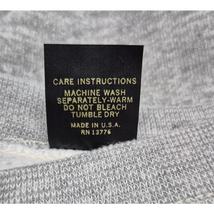 CARE INSTRUCTIONS
MACHINE WASH
SEPARATELY-WARM
DO NOT BLEACH
TUMBLE DRY
MADE IN U.S.A.
RN 13776